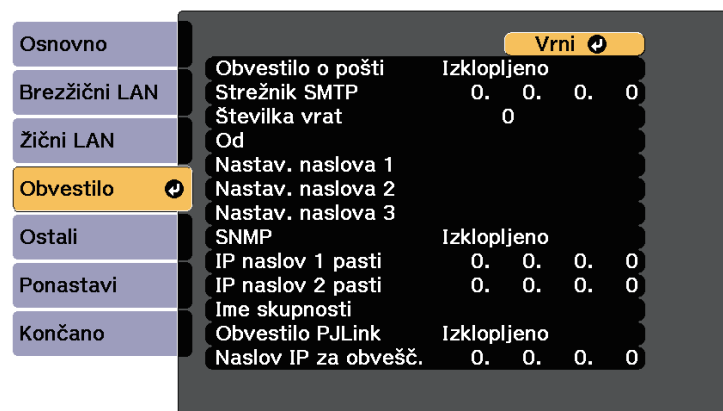 Osnovno
Brezžični LAN
Žični LAN
Obvestilo
Ostali
Ponastavi
Končano
Vrni
Obvestilo o pošti Izklopljeno
Strežnik SMTP 0. 0. 0. 0
Številka vrat 0
Od
Nastav. naslova 1
Nastav. naslova 2
Nastav. naslova 3
SNMP Izklopljeno
IP naslov 1 pasti 0. 0. 0. 0
IP naslov 2 pasti 0. 0. 0. 0
Ime skupnosti
Obvestilo PJLink Izklopljeno
Naslov IP za obvešč. 0. 0. 0. 0